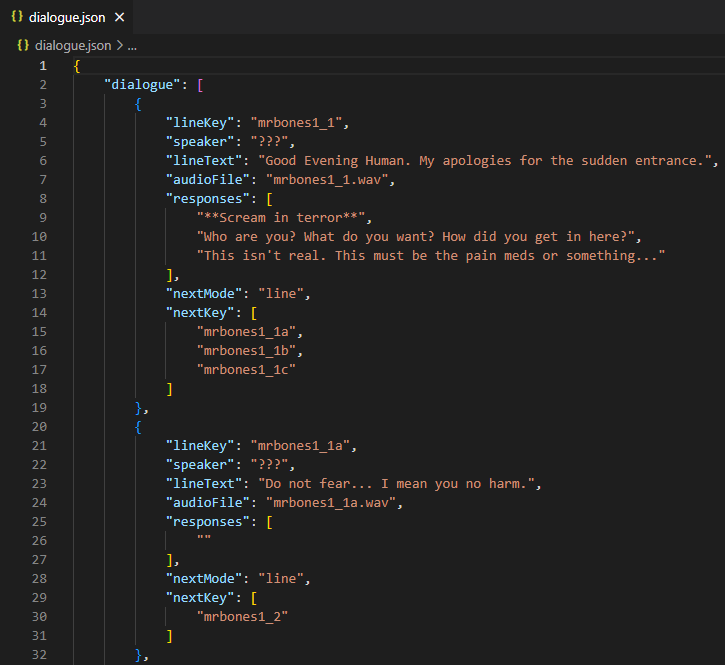 {} dialogue.json ×
{} dialogue.json > ...
1 {
2     "dialogue": [
3         {
4             "lineKey": "mrbones1_1",
5             "speaker": "???",
6             "lineText": "Good Evening Human. My apologies for the sudden entrance.",
7             "audioFile": "mrbones1_1.wav",
8             "responses": [
9                 "**Scream in terror**",
10                 "Who are you? What do you want? How did you get in here?",
11                 "This isn't real. This must be the pain meds or something..."
12             ],
13             "nextMode": "line",
14             "nextKey": [
15                 "mrbones1_1a",
16                 "mrbones1_1b",
17                 "mrbones1_1c"
18             ]
19         },
20         {
21             "lineKey": "mrbones1_1a",
22             "speaker": "???",
23             "lineText": "Do not fear... I mean you no harm.",
24             "audioFile": "mrbones1_1a.wav",
25             "responses": [
26                 ""
27             ],
28             "nextMode": "line",
29             "nextKey": [
30                 "mrbones1_2"
31             ]
32         },